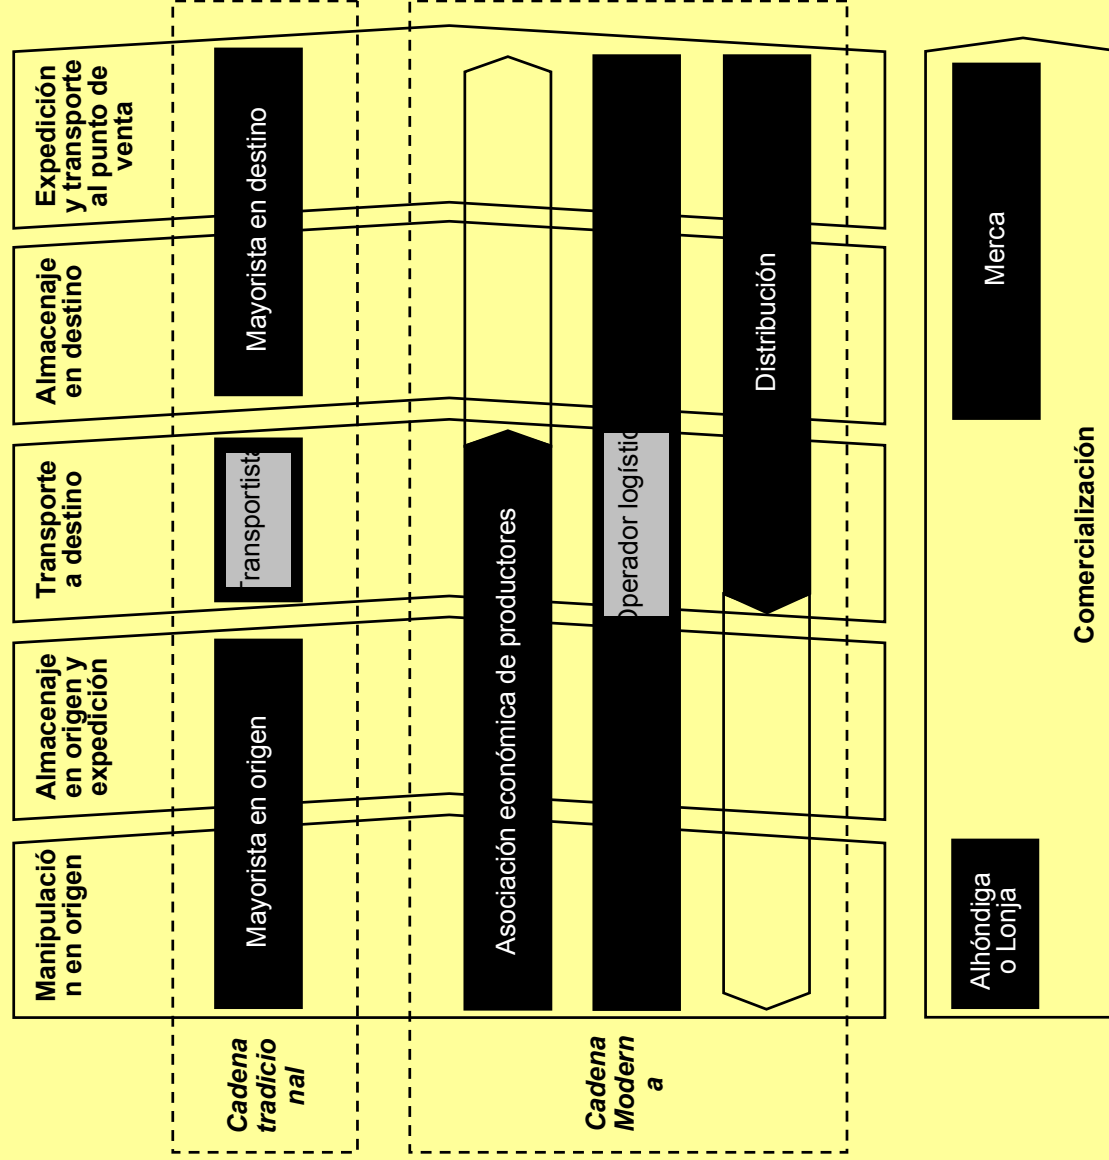 Manipulació
n en origen
Almacenaje
en origen y
expedición
Transporte
a destino
Almacenaje
en destino
Expedición
y transporte
al punto de
venta
Cadena
tradicio
nal
Mayorista en origen
Transportista
Mayorista en destino
Cadena
Modern
a
Asociación económica de productores
Operador logístic
Distribución
Alhóndiga
o Lonja
Merca
Comercialización